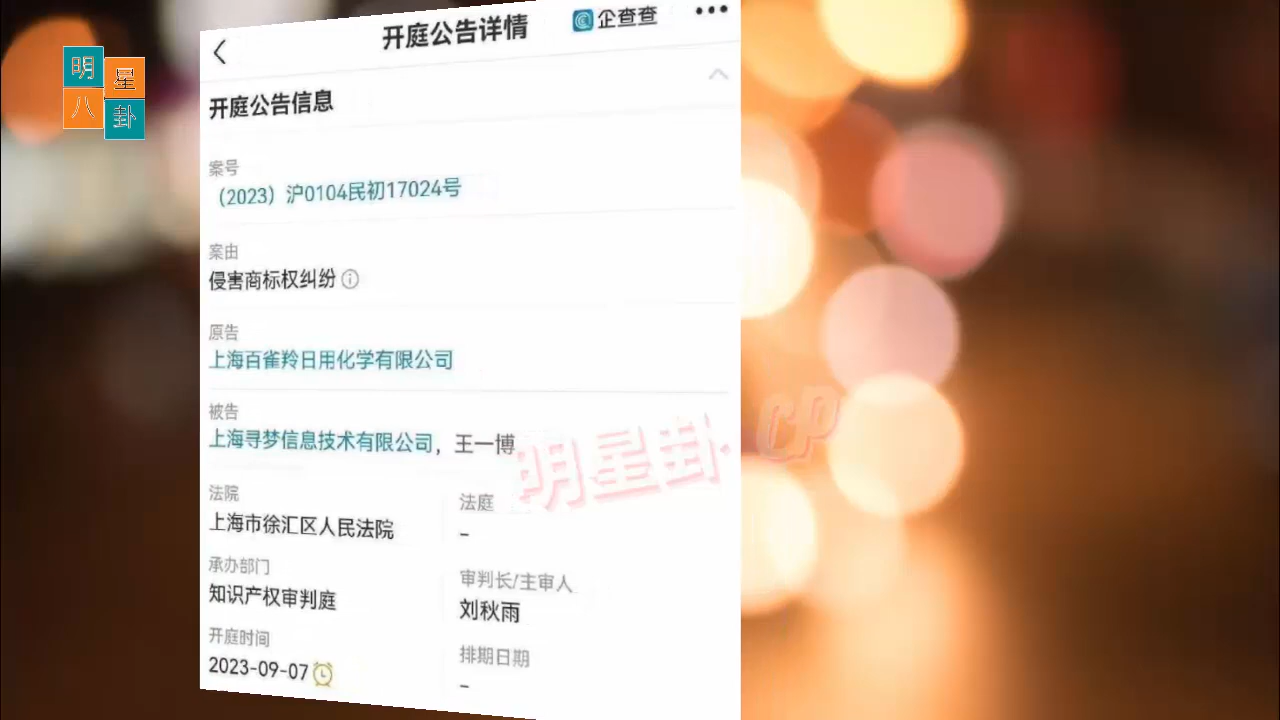 明星
八卦
开庭公告详情
企查查
开庭公告信息
案号
（2023）沪0104民初17024号
案由
侵害商标权纠纷
原告
上海百雀羚日用化学有限公司
被告
上海寻梦信息技术有限公司，王一博
明星卦 CP
法院
上海市徐汇区人民法院
法庭
-
承办部门
知识产权审判庭
审判长/主审人
刘秋雨
开庭时间
2023-09-07
排期日期
-